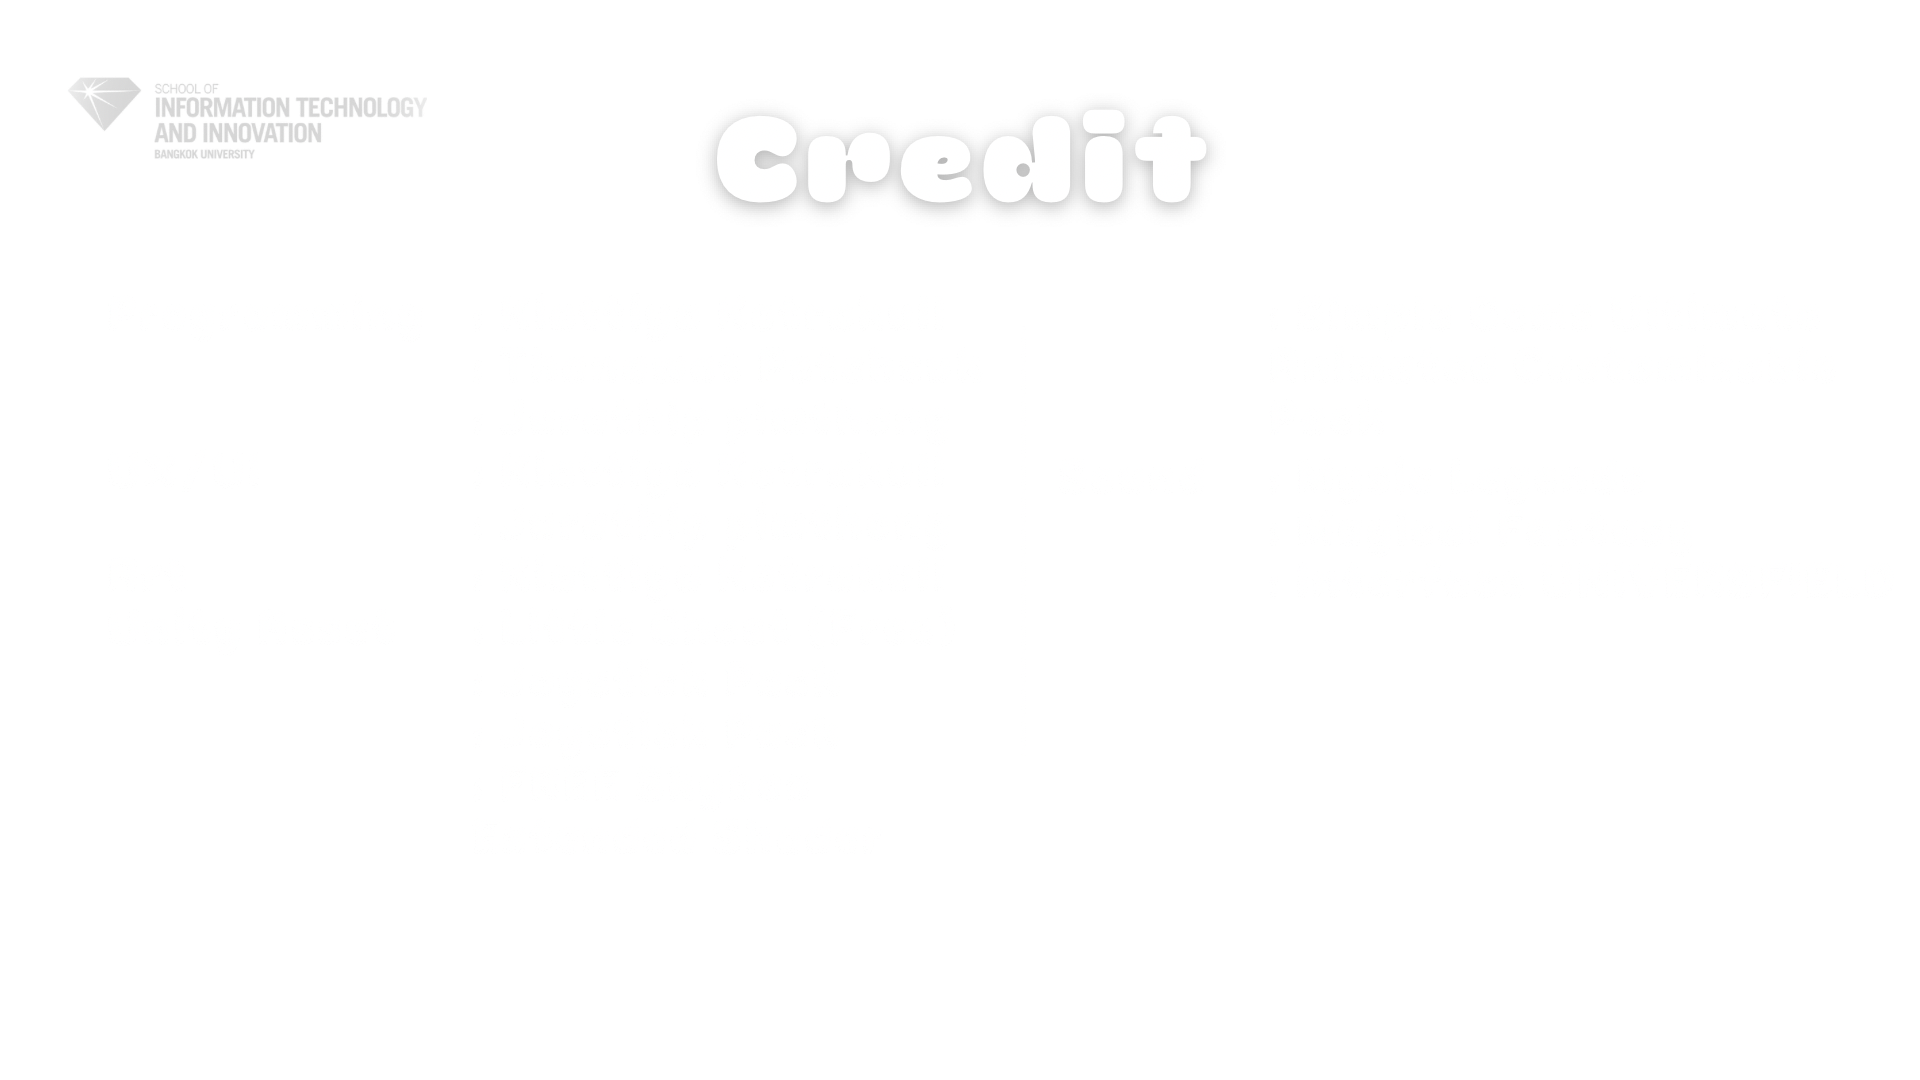 SCHOOL OF
INFORMATION TECHNOLOGY
AND INNOVATION
BANGKOK UNIVERSITY
Credit